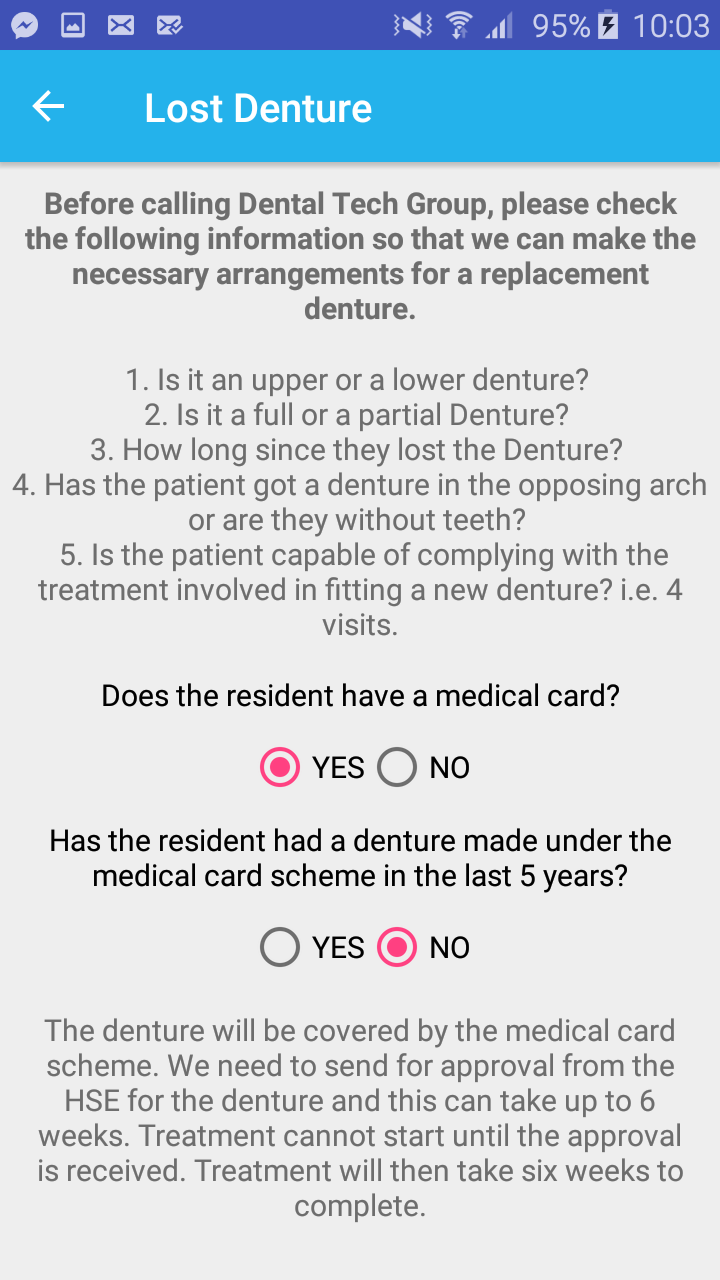 95% 10:03
Lost Denture
Before calling Dental Tech Group, please check
the following information so that we can make the
necessary arrangements for a replacement
denture.
1. Is it an upper or a lower denture?
2. Is it a full or a partial Denture?
3. How long since they lost the Denture?
4. Has the patient got a denture in the opposing arch
or are they without teeth?
5. Is the patient capable of complying with the
treatment involved in fitting a new denture? i.e. 4
visits.
Does the resident have a medical card?
YES NO
Has the resident had a denture made under the
medical card scheme in the last 5 years?
YES NO
The denture will be covered by the medical card
scheme. We need to send for approval from the
HSE for the denture and this can take up to 6
weeks. Treatment cannot start until the approval
is received. Treatment will then take six weeks to
complete.